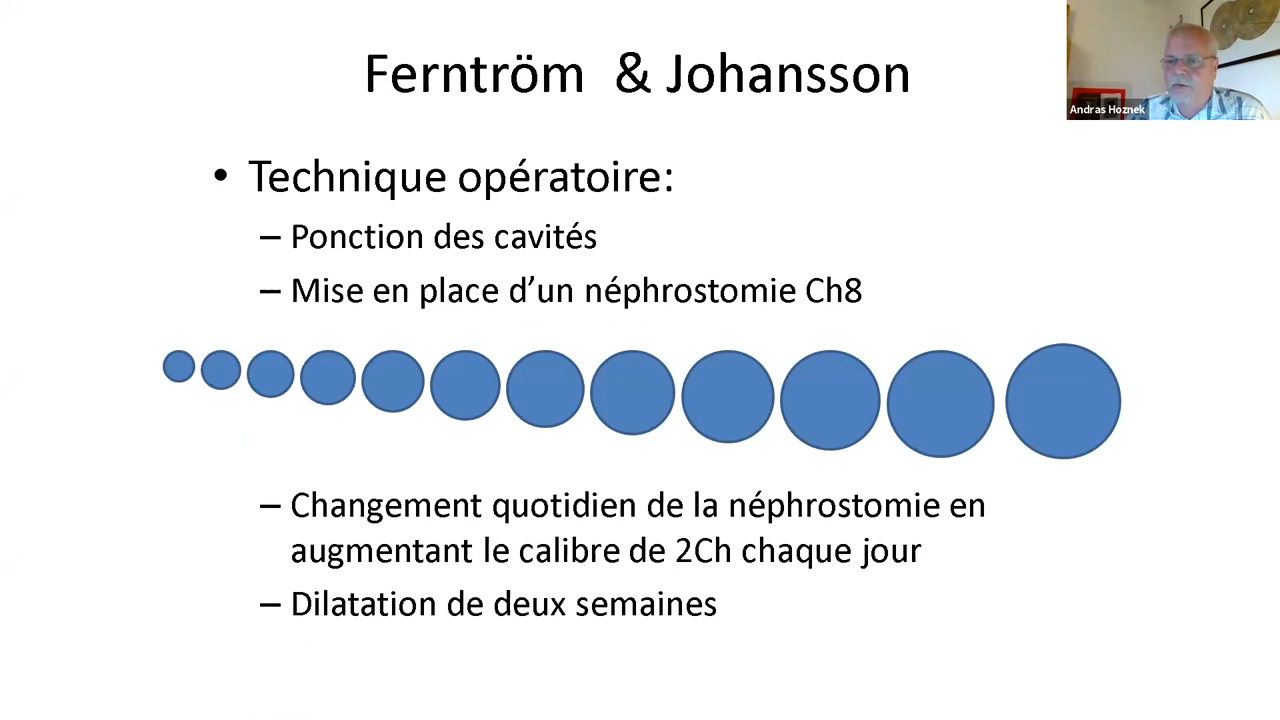 Ferntröm & Johansson
Andras Hoznek
• Technique opératoire:
– Ponction des cavités
– Mise en place d’un néphrostomie Ch8
– Changement quotidien de la néphrostomie en
augmentant le calibre de 2Ch chaque jour
– Dilatation de deux semaines